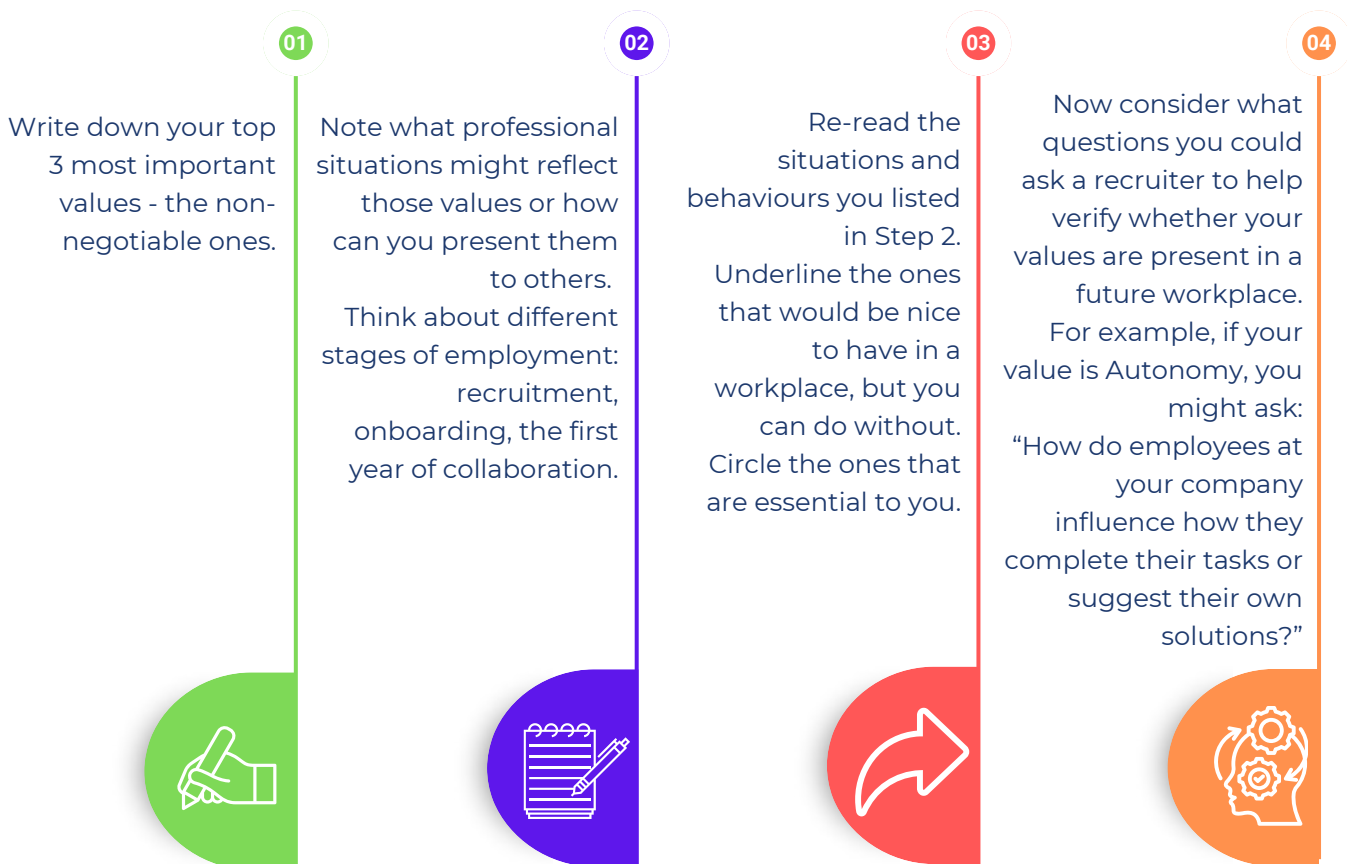 01
Write down your top
3 most important
values - the non-
negotiable ones.
02
Note what professional
situations might reflect
those values or how
can you present them
to others.
Think about different
stages of employment:
recruitment,
onboarding, the first
year of collaboration.
03
Re-read the
situations and
behaviours you listed
in Step 2.
Underline the ones
that would be nice
to have in a
workplace, but you
can do without.
Circle the ones that
are essential to you.
04
Now consider what
questions you could
ask a recruiter to help
verify whether your
values are present in a
future workplace.
For example, if your
value is Autonomy, you
might ask:
“How do employees at
your company
influence how they
complete their tasks or
suggest their own
solutions?”